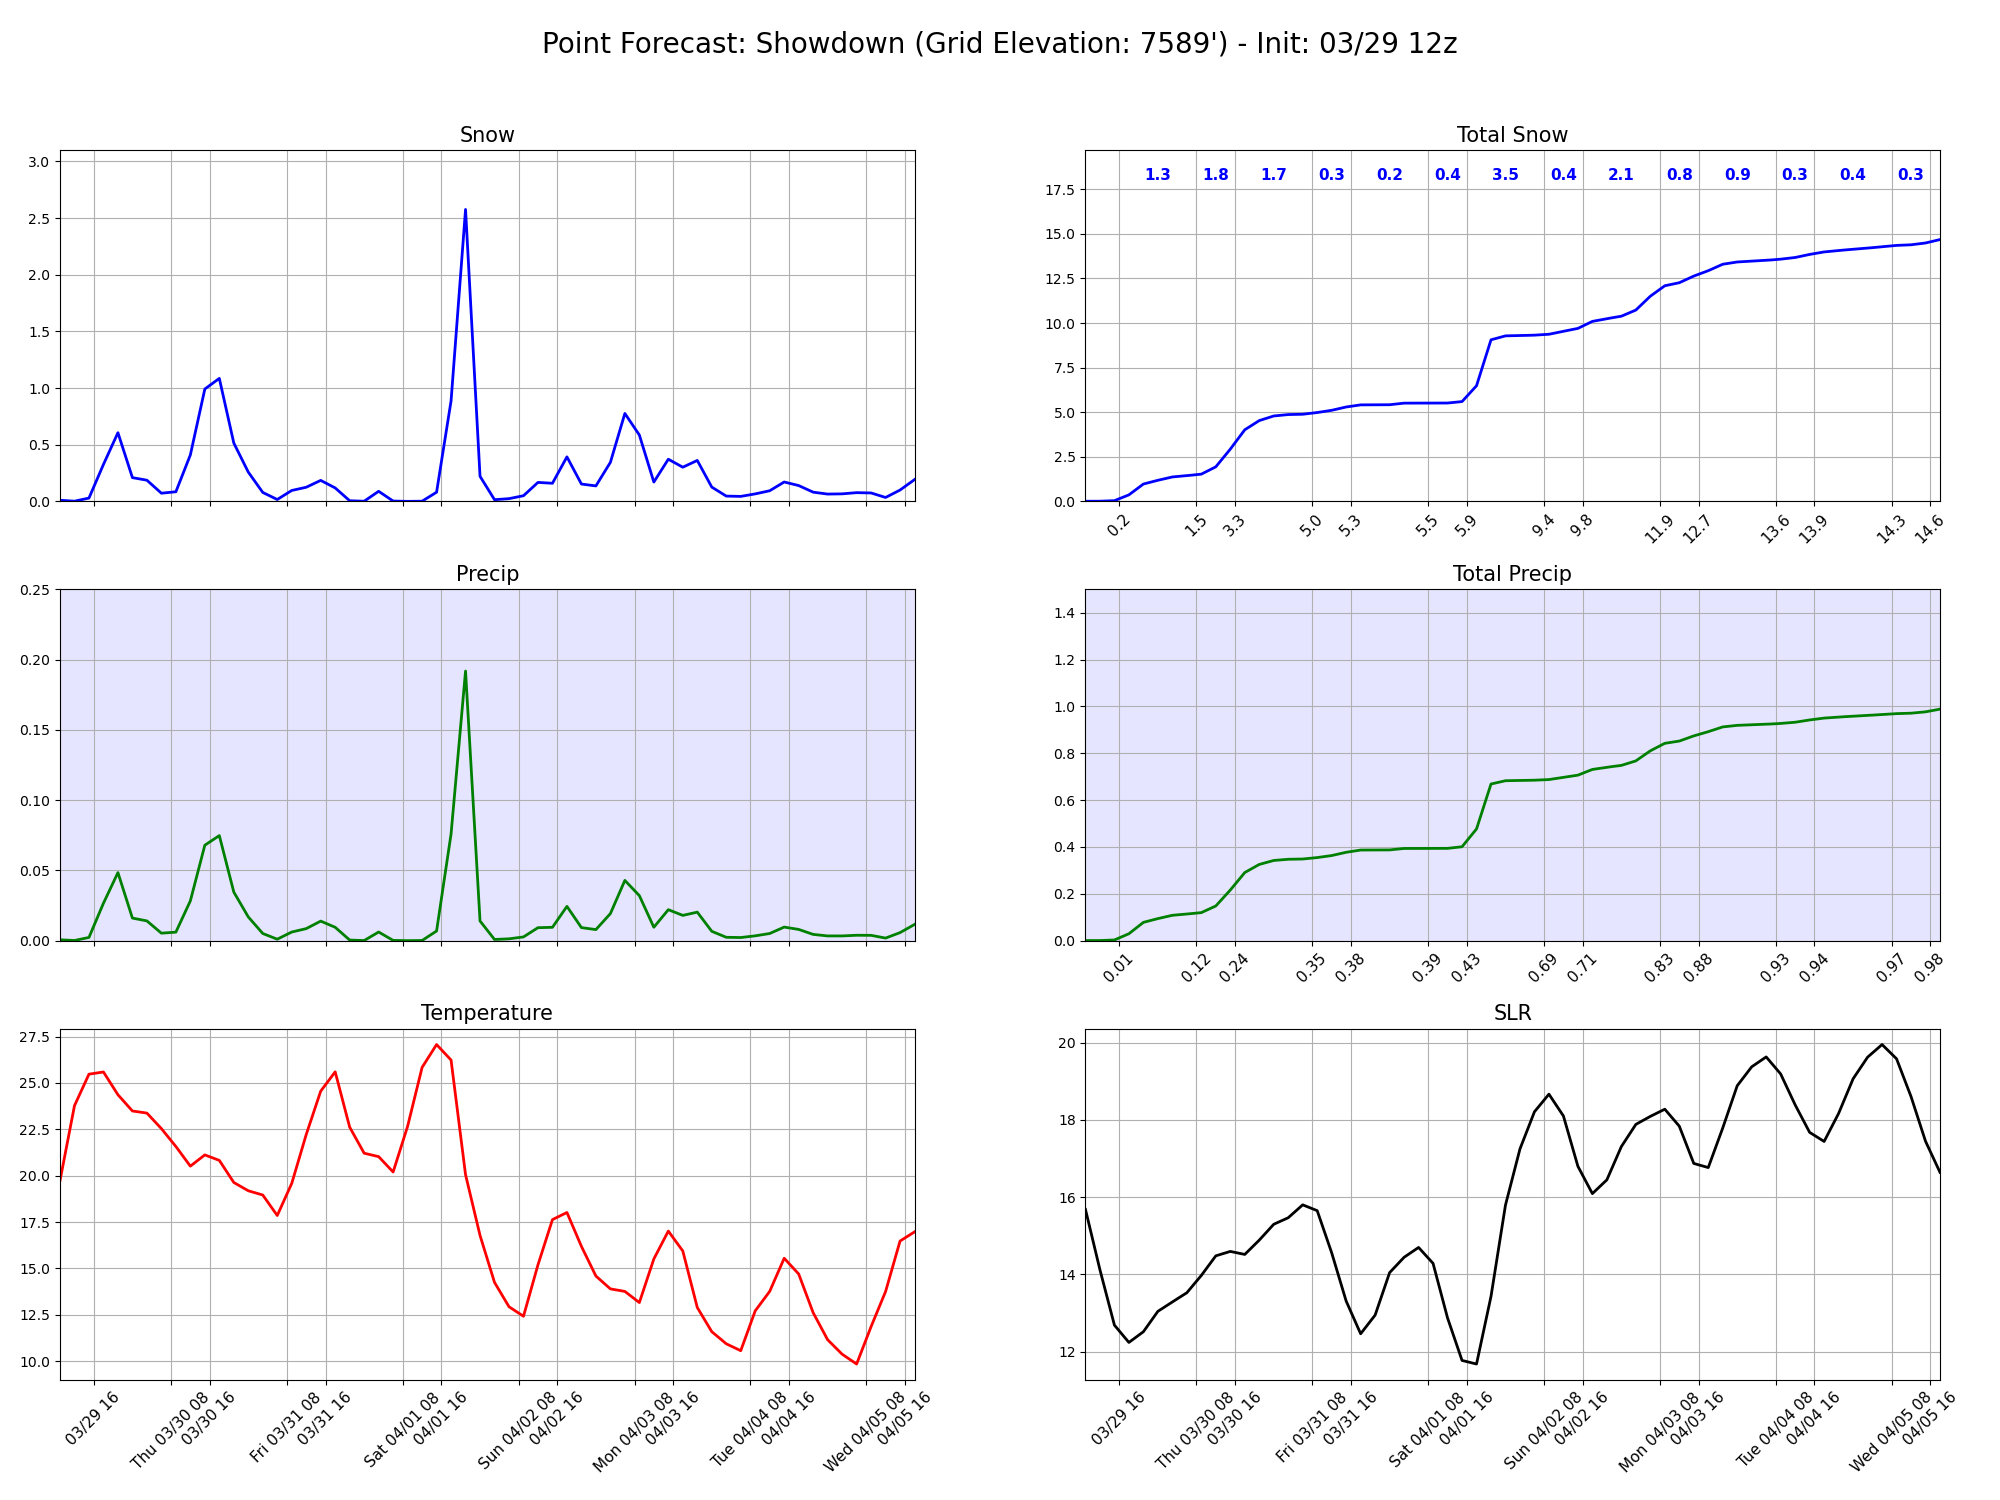 Point Forecast: Showdown (Grid Elevation: 7589') - Init: 03/29 12z
Snow
3.0
2.5
2.0
1.5
1.0
0.5
0.0
Total Snow
1.3 1.8 1.7 0.3 0.2 0.4 3.5 0.4 2.1 0.8 0.9 0.3 0.4 0.3
17.5
15.0
12.5
10.0
7.5
5.0
2.5
0.0
0.2 1.5 3.3 5.0 5.3 5.5 5.9 9.4 9.8 11.9 12.7 13.6 13.9 14.3 14.6
Precip
0.25
0.20
0.15
0.10
0.05
0.00
Total Precip
1.4
1.2
1.0
0.8
0.6
0.4
0.2
0.0
0.01 0.12 0.24 0.35 0.38 0.39 0.43 0.69 0.71 0.83 0.88 0.93 0.94 0.97 0.98
Temperature
27.5
25.0
22.5
20.0
17.5
15.0
12.5
10.0
03/29 16
Thu 03/30 08
03/30 16
Fri 03/31 08
03/31 16
Sat 04/01 08
04/01 16
Sun 04/02 08
04/02 16
Mon 04/03 08
04/03 16
Tue 04/04 08
04/04 16
Wed 04/05 08
04/05 16
SLR
20
18
16
14
12
03/29 16
Thu 03/30 08
03/30 16
Fri 03/31 08
03/31 16
Sat 04/01 08
04/01 16
Sun 04/02 08
04/02 16
Mon 04/03 08
04/03 16
Tue 04/04 08
04/04 16
Wed 04/05 08
04/05 16